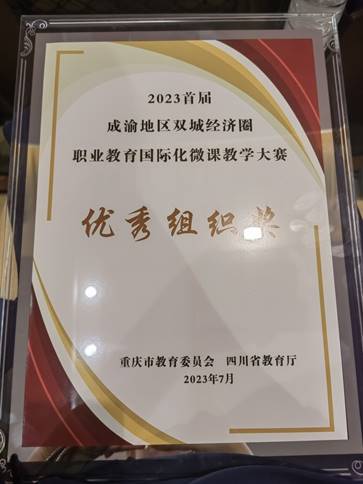 2023首届
成渝地区双城经济圈
职业教育国际化微课教学大赛
优秀组织奖
重庆市教育委员会 四川省教育厅
2023年7月